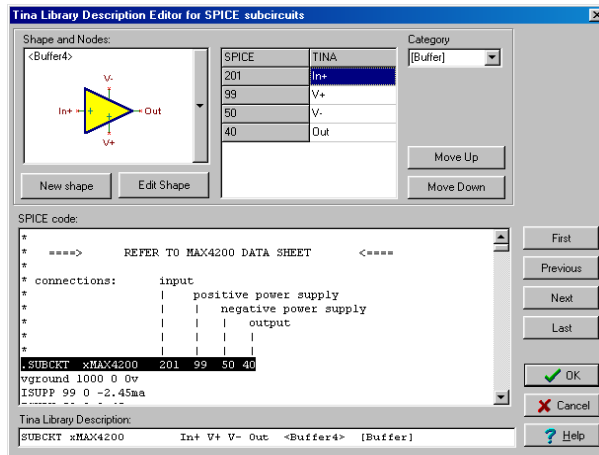 Tina Library Description Editor for SPICE subcircuits
Shape and Nodes:
Category
<Buffer4>
V-
In+
+
+
Out
V+
SPICE TINA
201 In+
99 V+
50 V-
40 Out
[Buffer]
Move Up
Move Down
New shape
Edit Shape
SPICE code:
*
* ====> REFER TO MAX4200 DATA SHEET <====
*
* connections: input
* | positive power supply
* | | negative power supply
* | | | output
* | | | |
* | | | |
.SUBCKT xMAX4200 201 99 50 40
vground 1000 0 0v
ISUPP 99 0 -2.45ma
First
Previous
Next
Last
OK
Cancel
Help
Tina Library Description:
SUBCKT xMAX4200 In+ V+ V- Out <Buffer4> [Buffer]